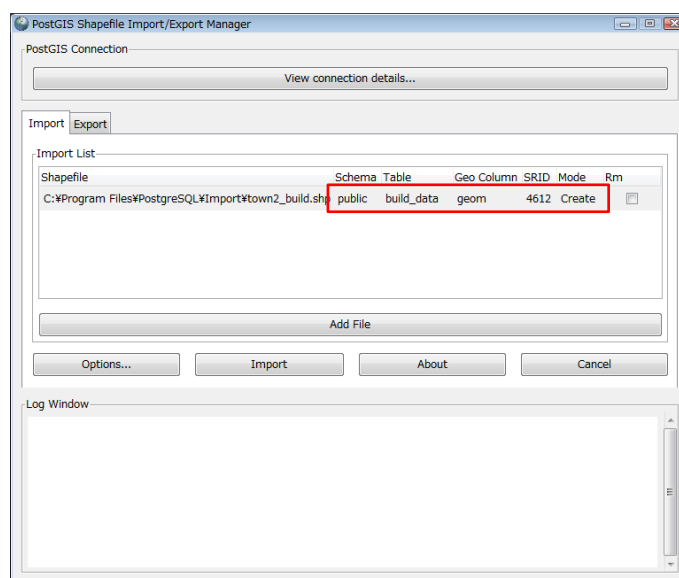 PostGIS Shapefile Import/Export Manager
PostGIS Connection
View connection details...
Import Export
Import List
Shapefile Schema Table Geo Column SRID Mode Rm
C:¥Program Files¥PostgreSQL¥Import¥town2_build.shp public build_data geom 4612 Create
Add File
Options... Import About Cancel
Log Window